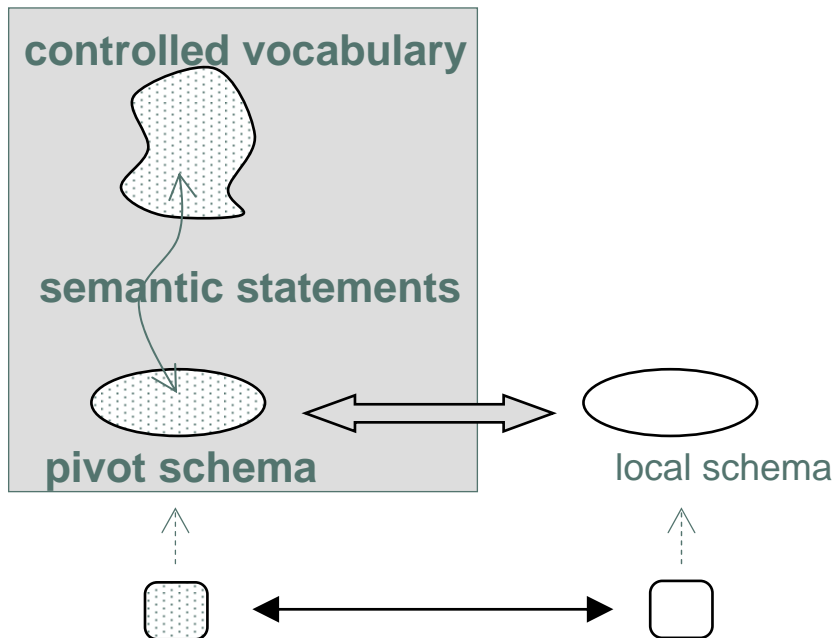 controlled vocabulary
semantic statements
pivot schema
local schema